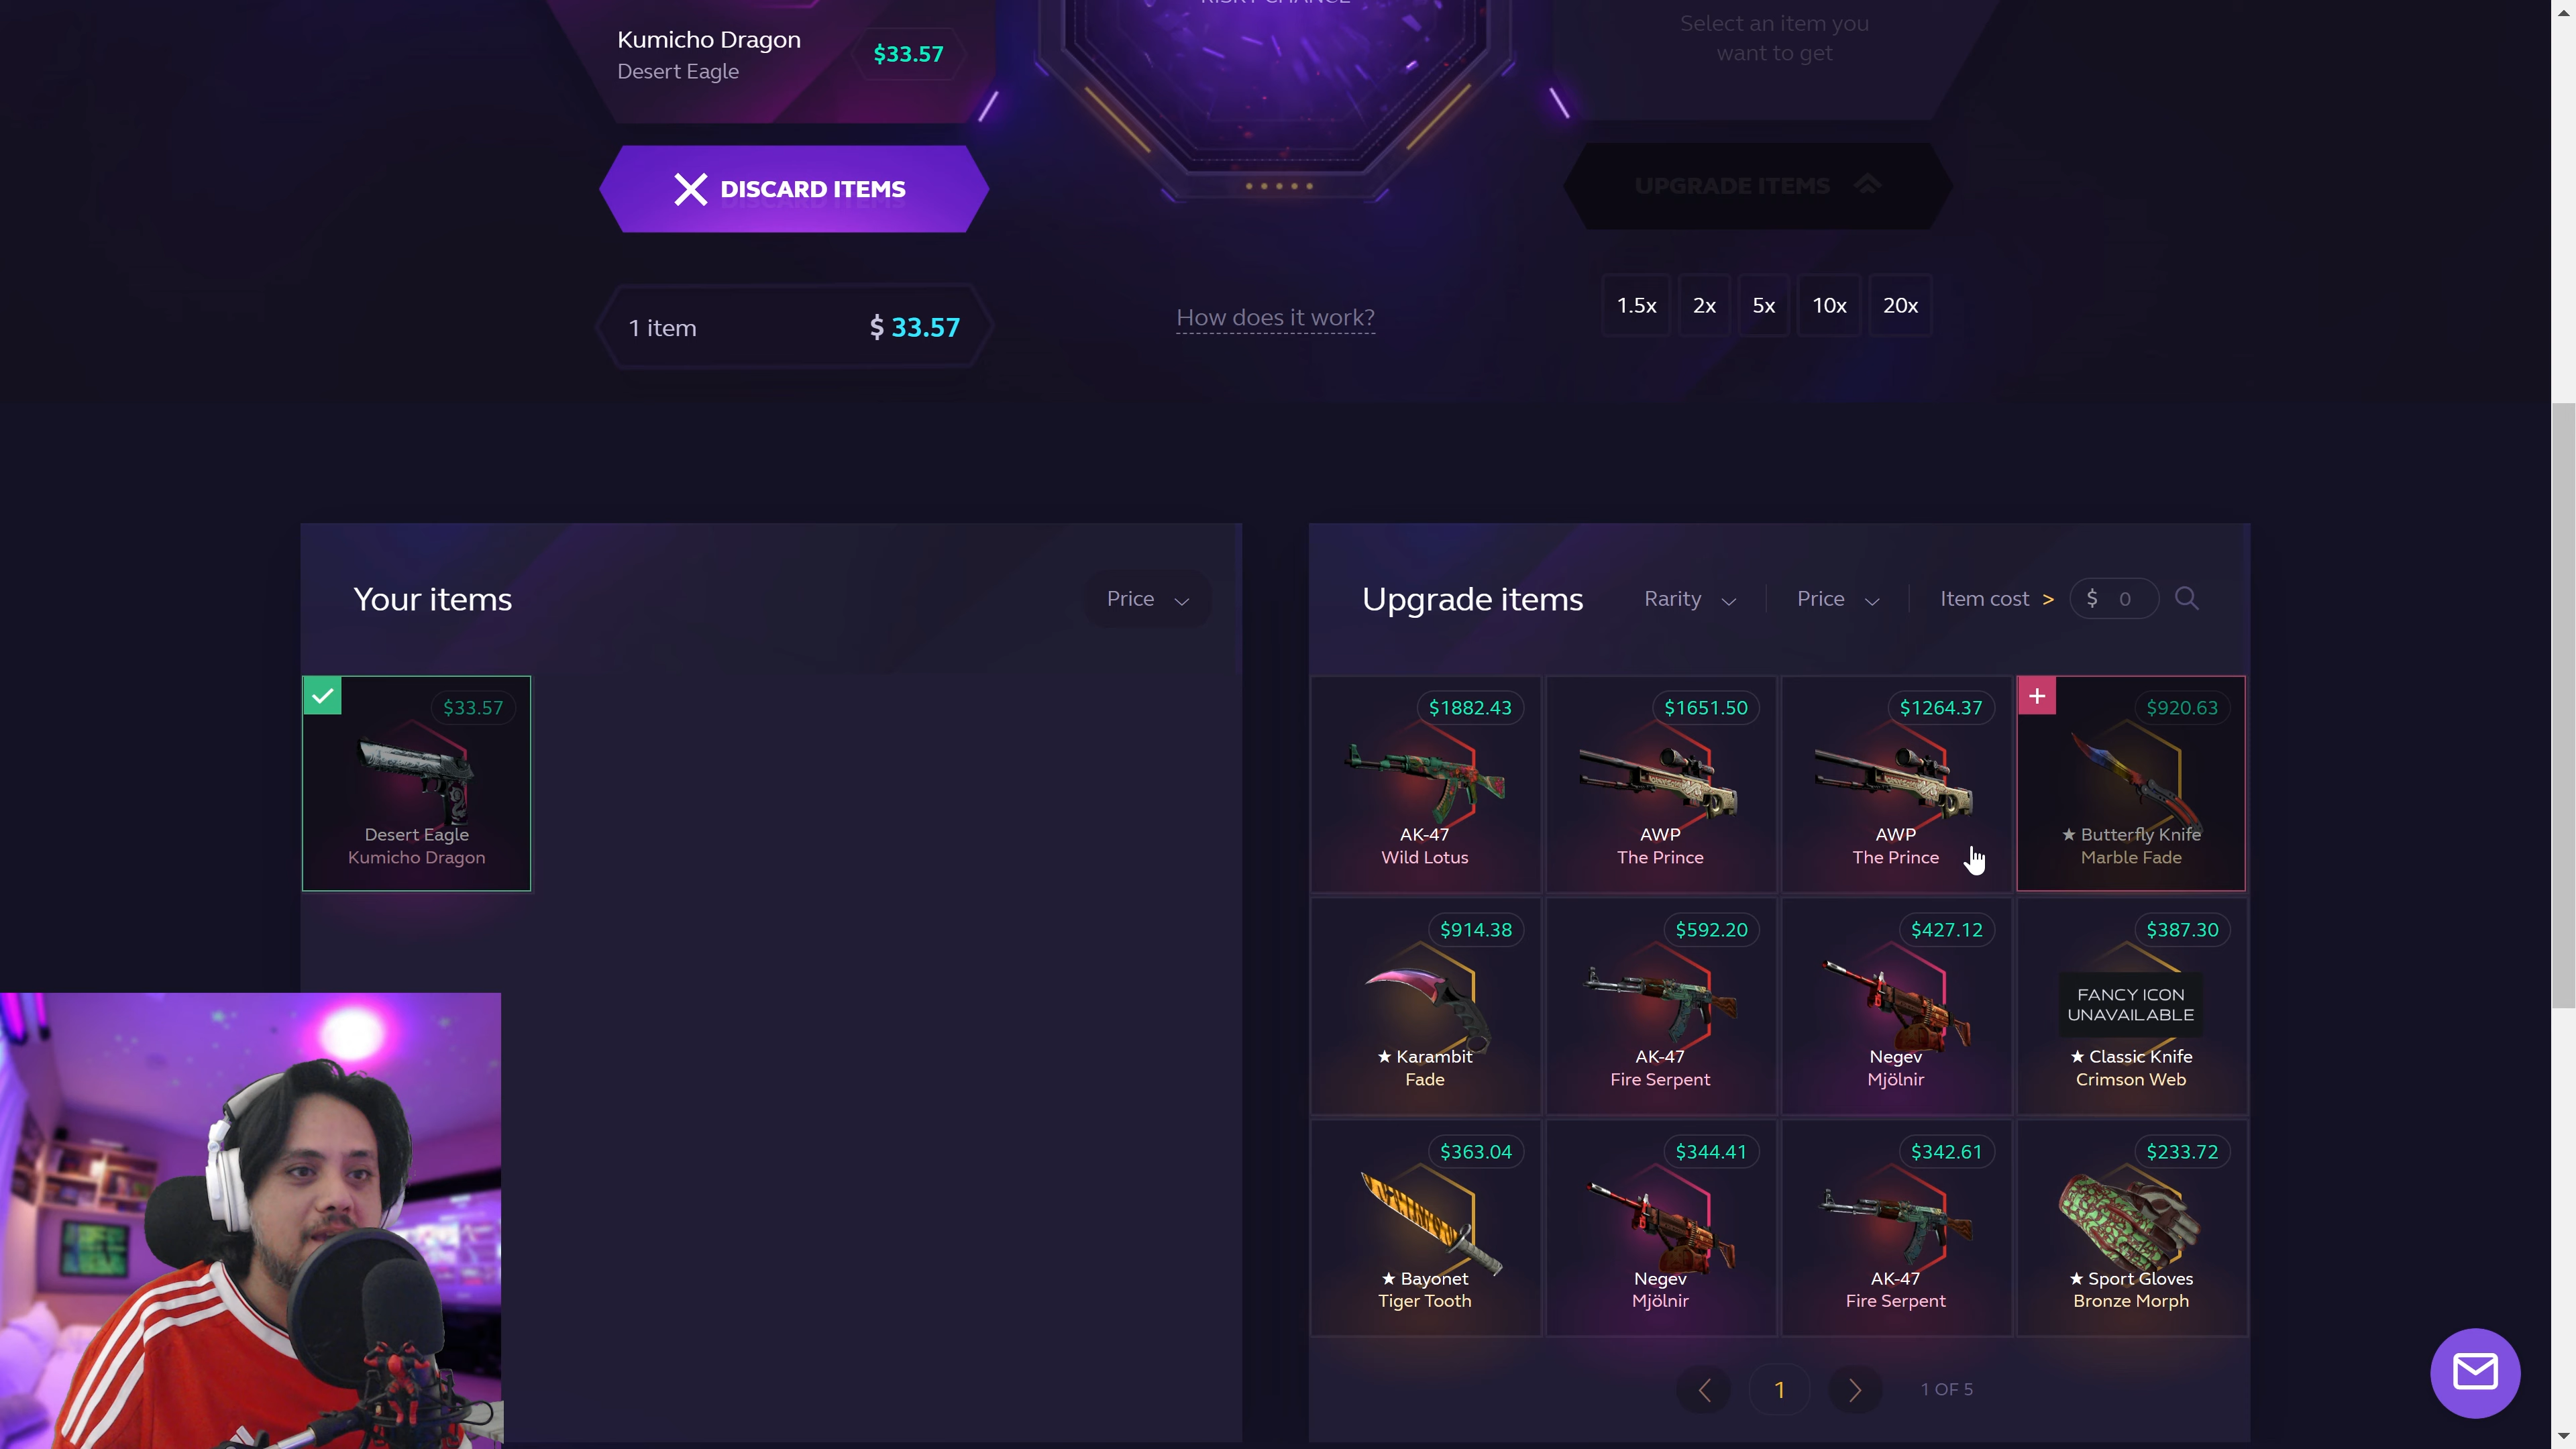 RISKY CHANCE
Kumicho Dragon
Desert Eagle
$33.57
Select an item you
want to get
DISCARD ITEMS
UPGRADE ITEMS
1 item
$ 33.57
How does it work?
1.5x
2x
5x
10x
20x
Your items
Price
$33.57
Desert Eagle
Kumicho Dragon
Upgrade items
Rarity
Price
Item cost >
$ 0
$1882.43
AK-47
Wild Lotus
$1651.50
AWP
The Prince
$1264.37
AWP
The Prince
+
$920.63
★ Butterfly Knife
Marble Fade
$914.38
★ Karambit
Fade
$592.20
AK-47
Fire Serpent
$427.12
Negev
Mjölnir
$387.30
FANCY ICON
UNAVAILABLE
★ Classic Knife
Crimson Web
$363.04
★ Bayonet
Tiger Tooth
$344.41
Negev
Mjölnir
$342.61
AK-47
Fire Serpent
$233.72
★ Sport Gloves
Bronze Morph
1
1 OF 5